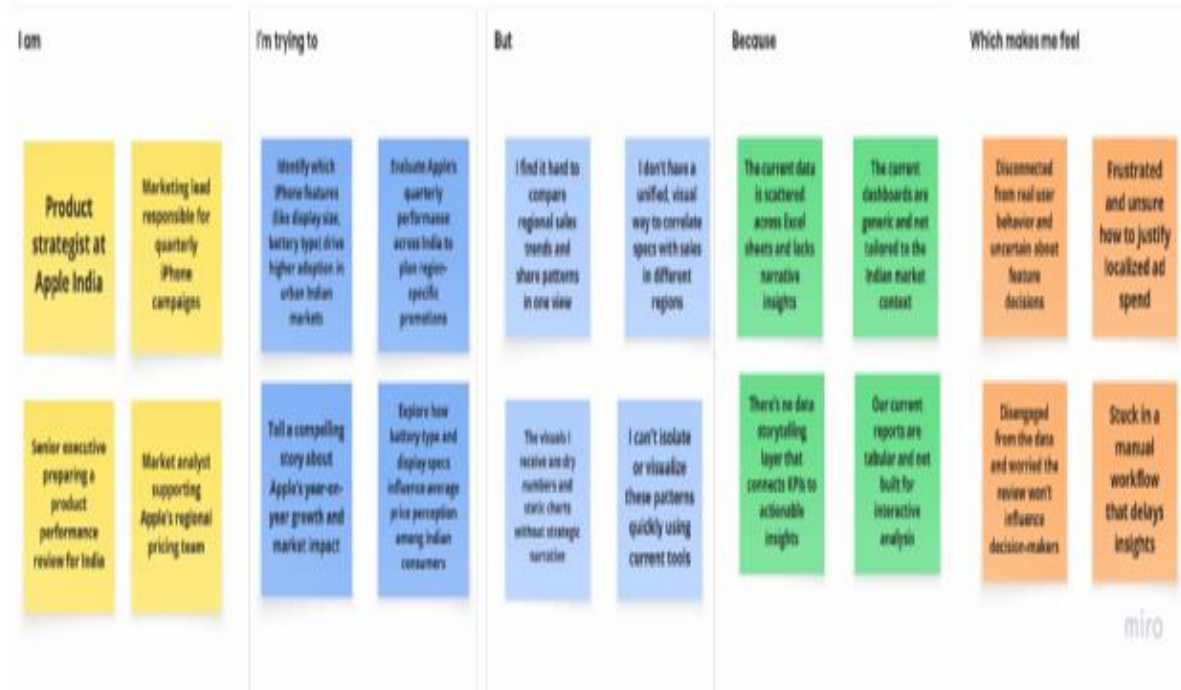 I am
I'm trying to
But
Because
Which makes me feel
Product
strategist at
Apple India
Marketing lead
responsible for
quarterly
iPhone
campaigns
Identify which
iPhone features
(like display size,
battery type) drive
higher adoption in
urban Indian
markets
Evaluate Apple's
quarterly
performance
across India to
plan region-
specific
promotions
I find it hard to
compare
regional sales
trends and
share patterns
in one view
I don't have a
unified, visual
way to correlate
specs with sales
in different
regions
The current data
is scattered
across Excel
sheets and lacks
narrative
insights
The current
dashboards are
generic and not
tailored to the
Indian market
context
Disconnected
from real user
behavior and
uncertain about
feature
decisions
Frustrated
and unsure
how to justify
localized ad
spend
Senior executive
preparing a
product
performance
review for India
Market analyst
supporting
Apple's regional
pricing team
Tell a compelling
story about
Apple's year-on-
year growth and
market impact
Explore how
battery type and
display specs
influence average
price perception
among Indian
consumers
The visuals I
receive are dry
numbers and
static charts
without strategic
narrative
I can't isolate
or visualize
these patterns
quickly using
current tools
There's no data
storytelling
layer that
connects KPIs to
actionable
insights
Our current
reports are
tabular and not
built for
interactive
analysis
Disengaged
from the data
and worried the
review won't
influence
decision-makers
Stuck in a
manual
workflow
that delays
insights
miro